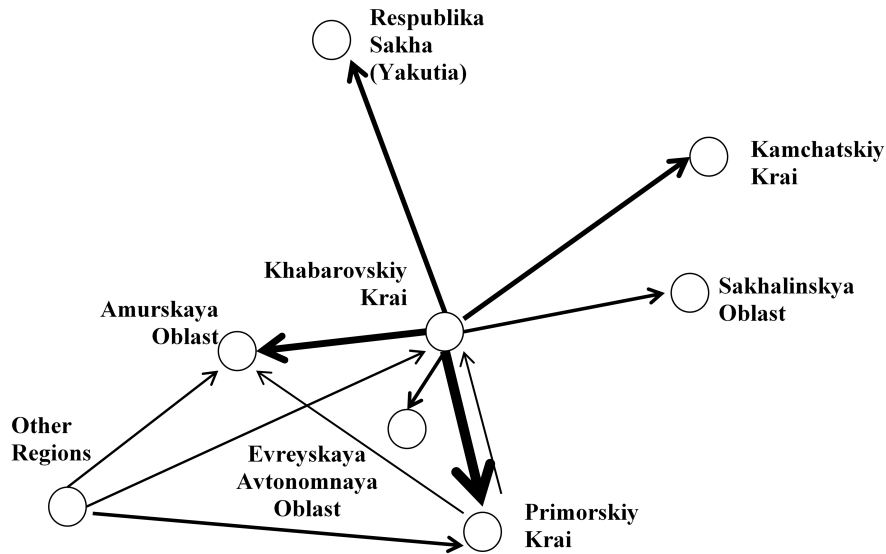 Respublika
Sakha
(Yakutia)
Kamchatskiy
Krai
Khabarovskiy
Krai
Sakhalinskya
Oblast
Amurskaya
Oblast
Other
Regions
Evreyskaya
Avtonomnaya
Oblast
Primorskiy
Krai